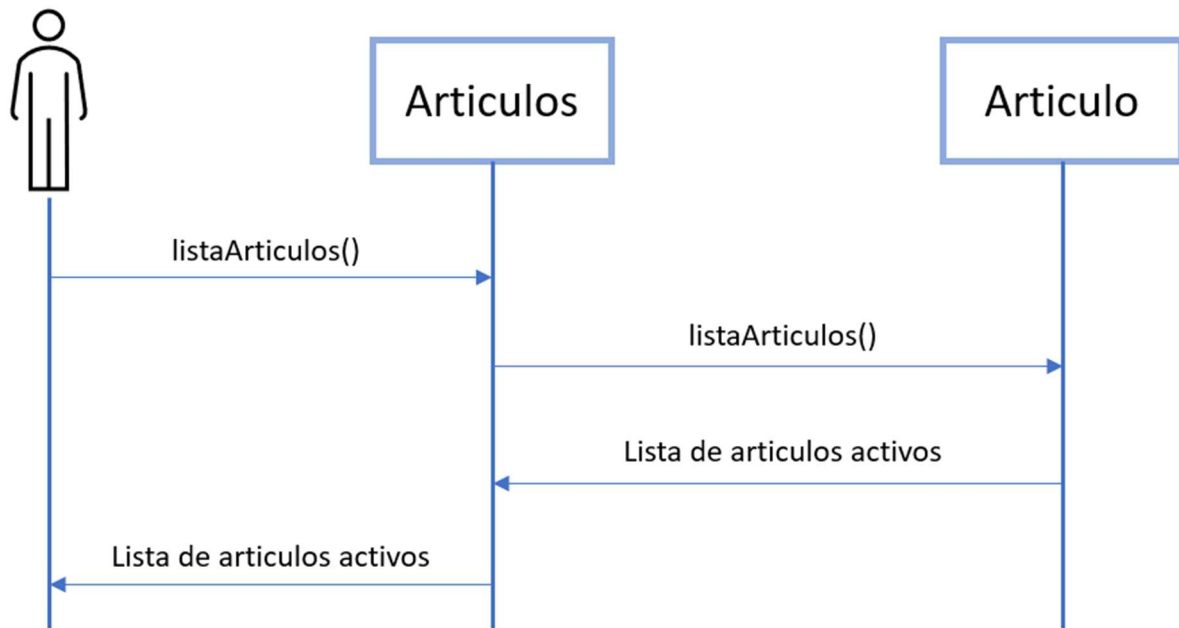 Articulos
Articulo
listaArticulos()
listaArticulos()
Lista de articulos activos
Lista de articulos activos